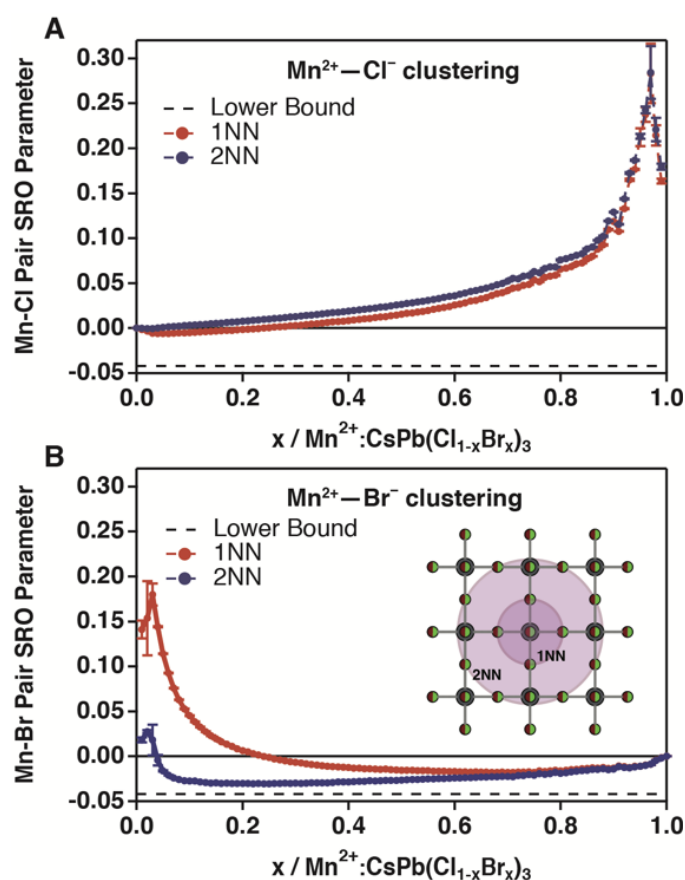 A
0.30
0.25
0.20
0.15
0.10
0.05
0.00
-0.05
Mn-Cl Pair SRO Parameter
Mn²⁺—Cl⁻ clustering
Lower Bound
1NN
2NN
0.0 0.2 0.4 0.6 0.8 1.0
x / Mn²⁺:CsPb(Cl₁₋ₓBrₓ)₃
B
0.30
0.25
0.20
0.15
0.10
0.05
0.00
-0.05
Mn-Br Pair SRO Parameter
Mn²⁺—Br⁻ clustering
Lower Bound
1NN
2NN
1NN
2NN
0.0 0.2 0.4 0.6 0.8 1.0
x / Mn²⁺:CsPb(Cl₁₋ₓBrₓ)₃